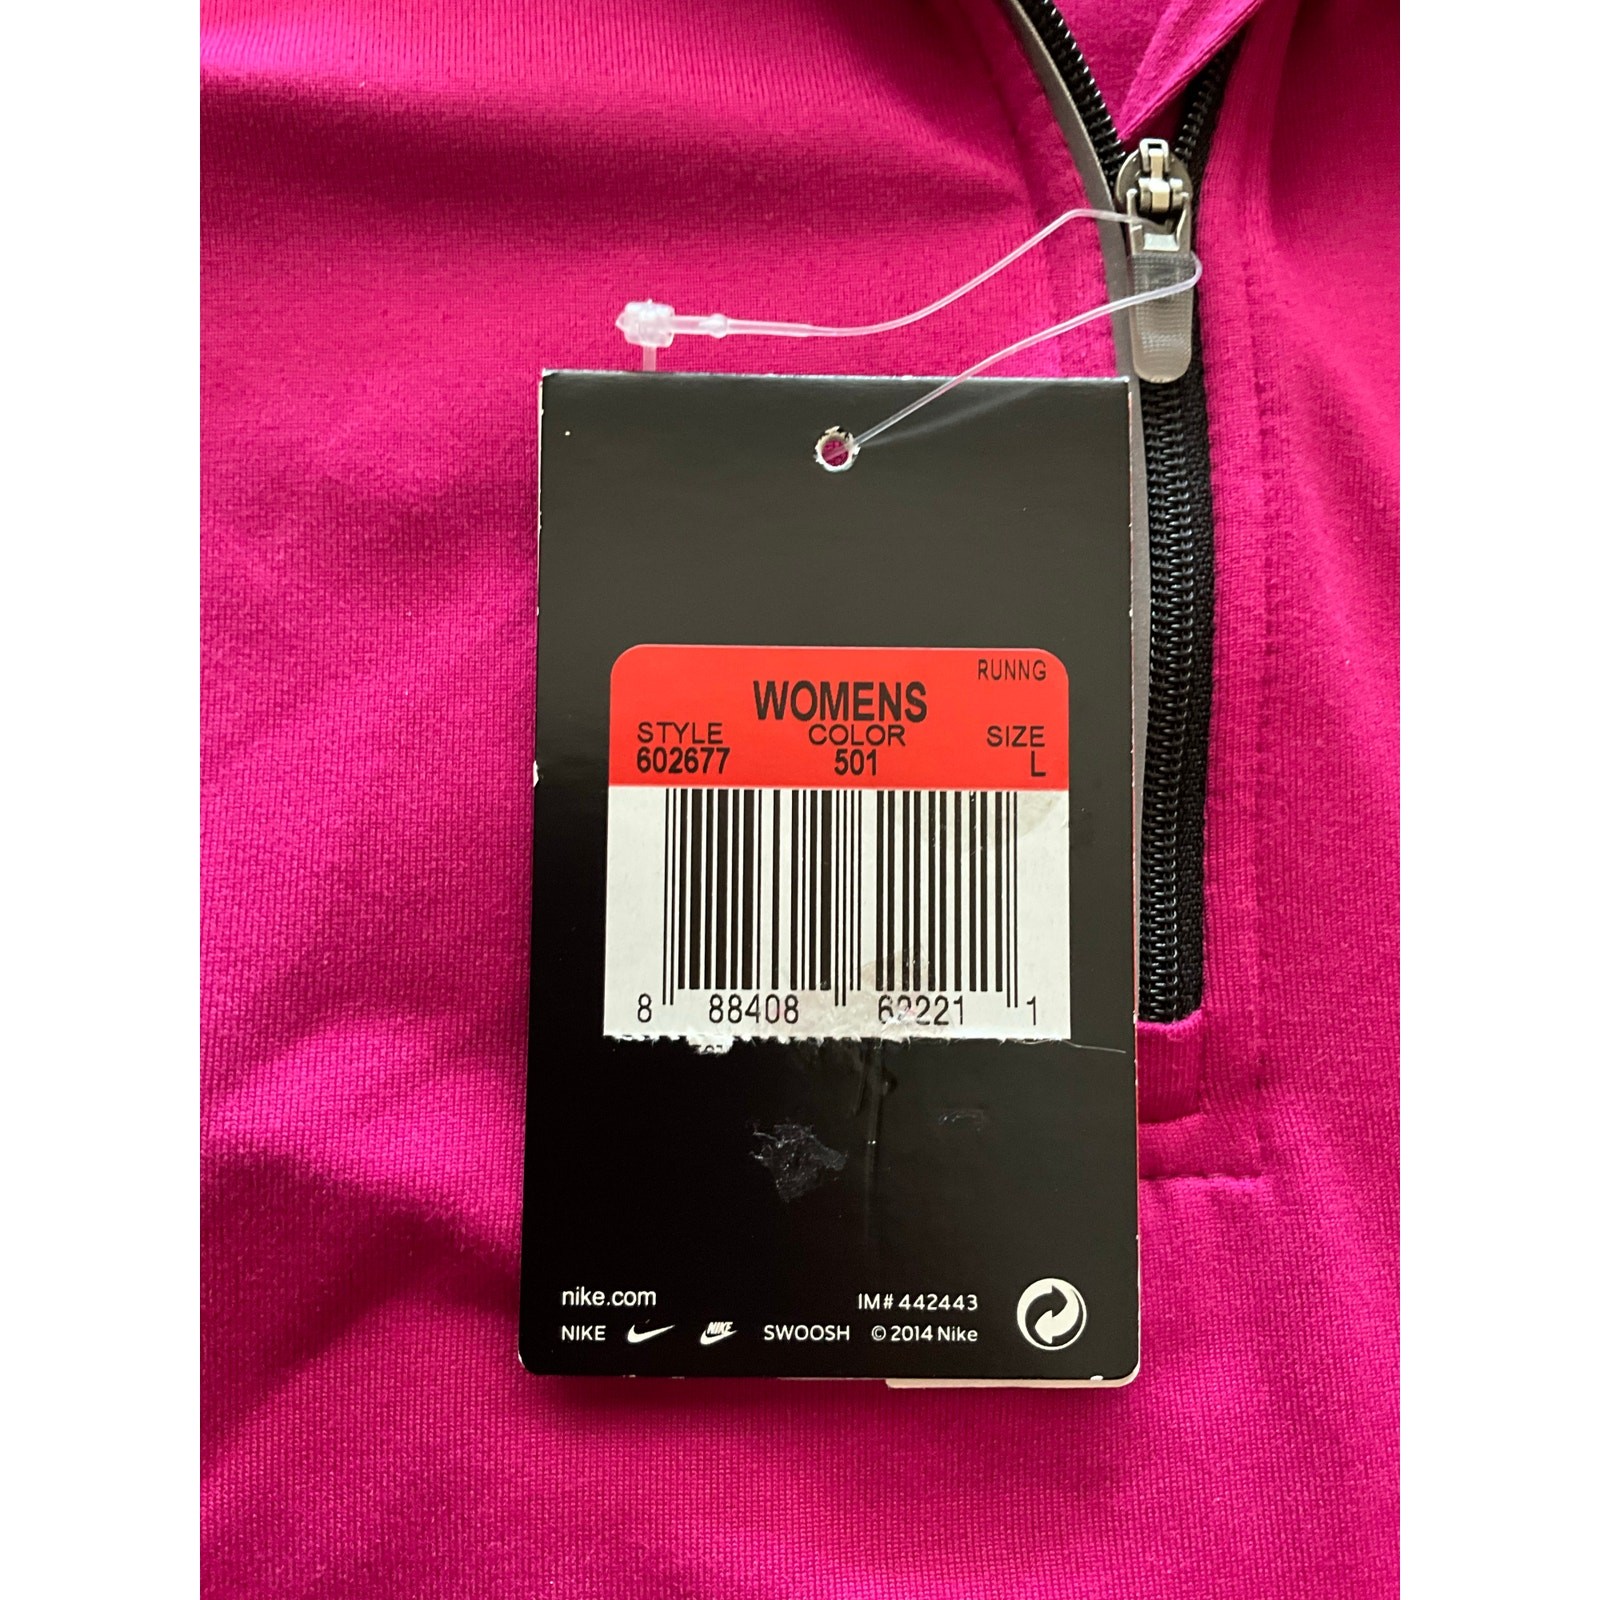 RUNNG
WOMENS
STYLE COLOR SIZE
602677 501 L
8 88408 62221 1
nike.com
IM# 442443
NIKE NIKE SWOOSH © 2014 Nike